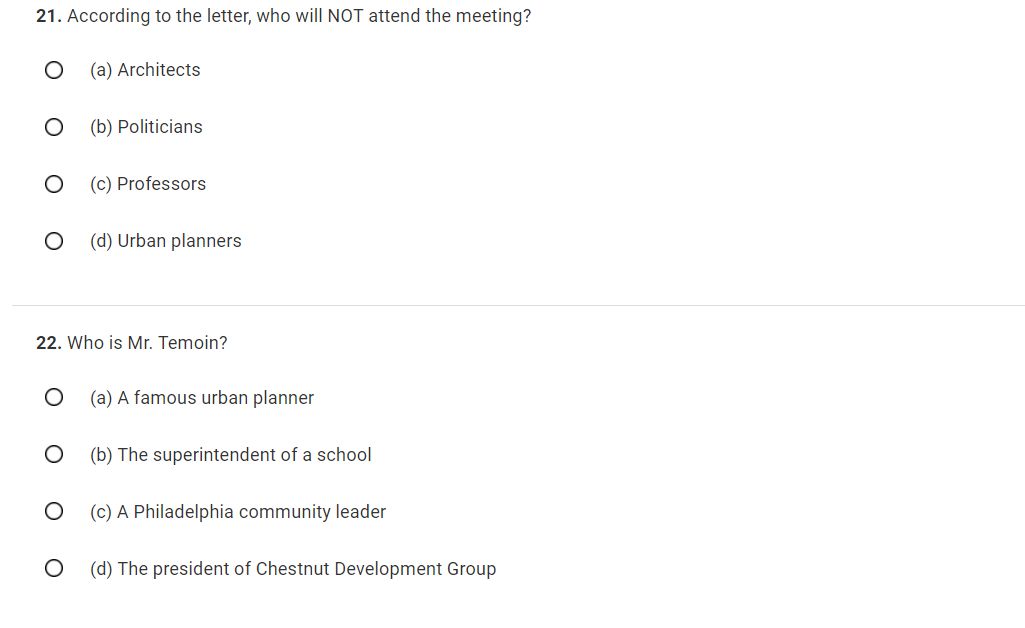 21. According to the letter, who will NOT attend the meeting?
(a) Architects
(b) Politicians
(c) Professors
(d) Urban planners
22. Who is Mr. Temoin?
(a) A famous urban planner
(b) The superintendent of a school
(c) A Philadelphia community leader
(d) The president of Chestnut Development Group